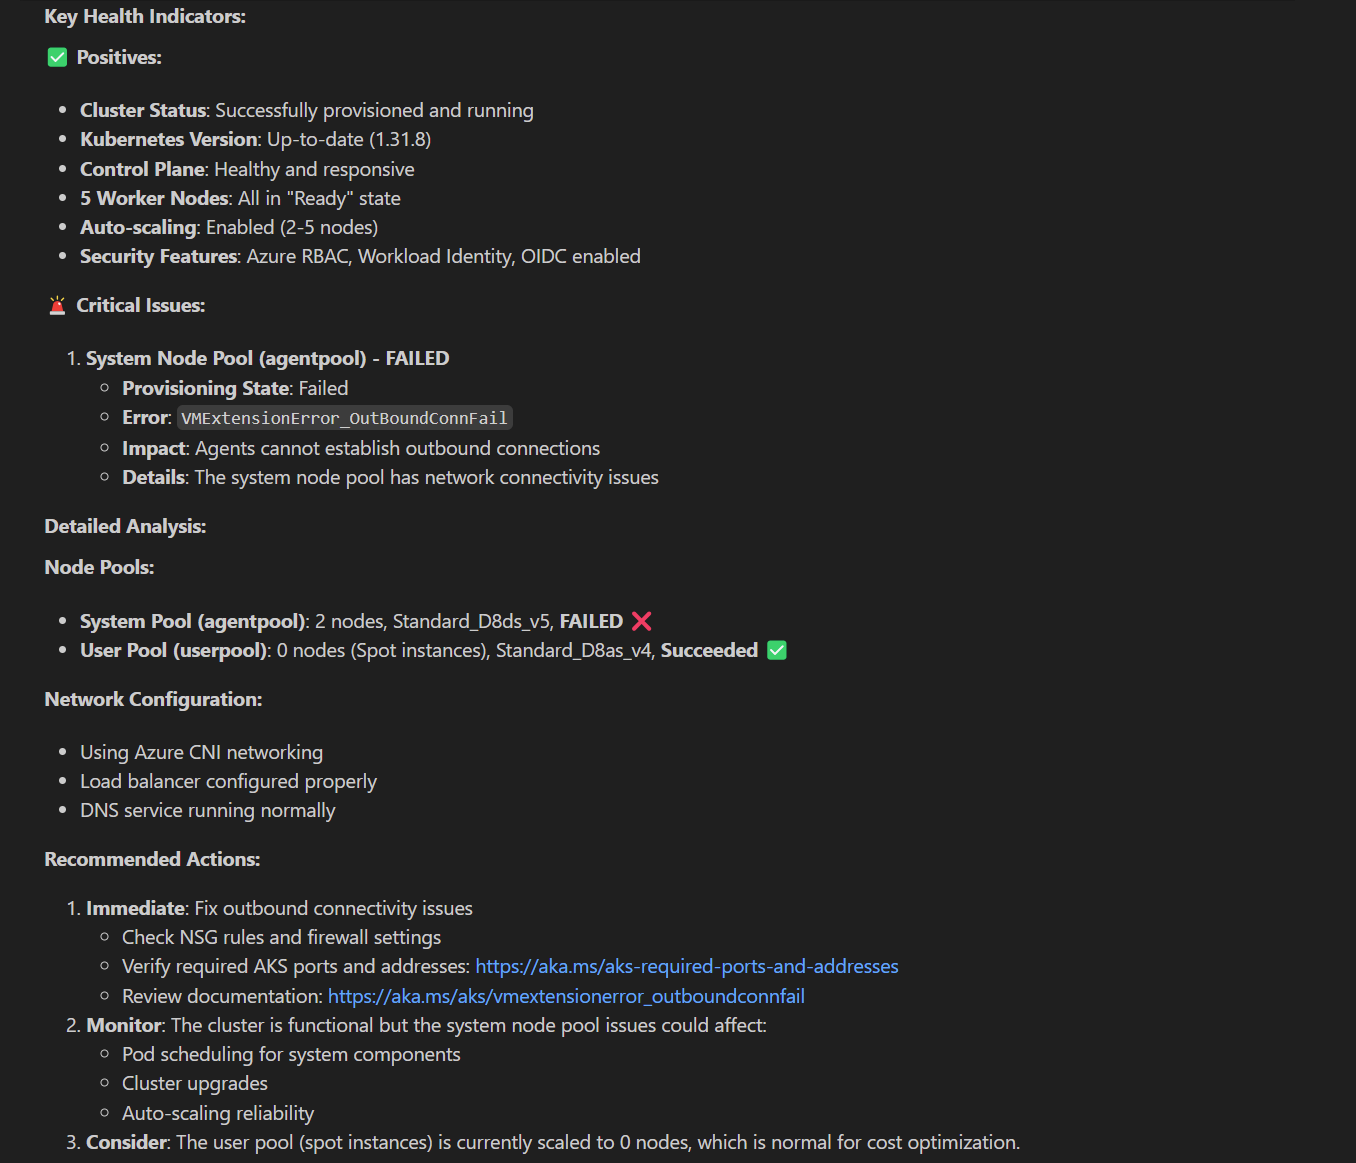 Key Health Indicators:
✅ Positives:
• Cluster Status: Successfully provisioned and running
• Kubernetes Version: Up-to-date (1.31.8)
• Control Plane: Healthy and responsive
• 5 Worker Nodes: All in "Ready" state
• Auto-scaling: Enabled (2-5 nodes)
• Security Features: Azure RBAC, Workload Identity, OIDC enabled
🚨 Critical Issues:
1. System Node Pool (agentpool) - FAILED
◦ Provisioning State: Failed
◦ Error: VMExtensionError_OutBoundConnFail
◦ Impact: Agents cannot establish outbound connections
◦ Details: The system node pool has network connectivity issues
Detailed Analysis:
Node Pools:
• System Pool (agentpool): 2 nodes, Standard_D8ds_v5, FAILED ❌
• User Pool (userpool): 0 nodes (Spot instances), Standard_D8as_v4, Succeeded ✅
Network Configuration:
• Using Azure CNI networking
• Load balancer configured properly
• DNS service running normally
Recommended Actions:
1. Immediate: Fix outbound connectivity issues
◦ Check NSG rules and firewall settings
◦ Verify required AKS ports and addresses: https://aka.ms/aks-required-ports-and-addresses
◦ Review documentation: https://aka.ms/aks/vmextensionerror_outboundconnfail
2. Monitor: The cluster is functional but the system node pool issues could affect:
◦ Pod scheduling for system components
◦ Cluster upgrades
◦ Auto-scaling reliability
3. Consider: The user pool (spot instances) is currently scaled to 0 nodes, which is normal for cost optimization.